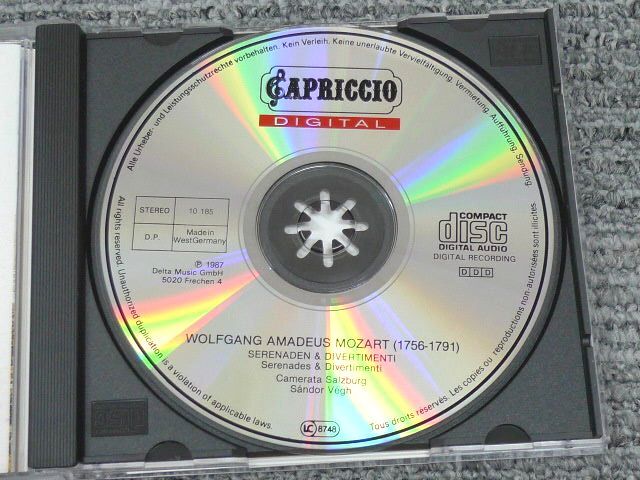 Alle Urheber- und Leistungsschutzrechte vorbehalten. Kein Verleih. Keine unerlaubte Vervielfältigung, Vermietung, Aufführung, Sendung
CAPRICCIO
DIGITAL
STEREO 10 185
D.P. Made in
West Germany
℗ 1987
Delta Music GmbH
5020 Frechen 4
COMPACT
disc
DIGITAL AUDIO
DIGITAL RECORDING
D D D
WOLFGANG AMADEUS MOZART (1756-1791)
SERENADEN & DIVERTIMENTI
Serenades & Divertimenti
Camerata Salzburg
Sándor Végh
LC 8748
All rights reserved. Unauthorized duplication is a violation of applicable laws.
Tous droits réservés. Les copies ou reproductions non-autorisées sont illicites